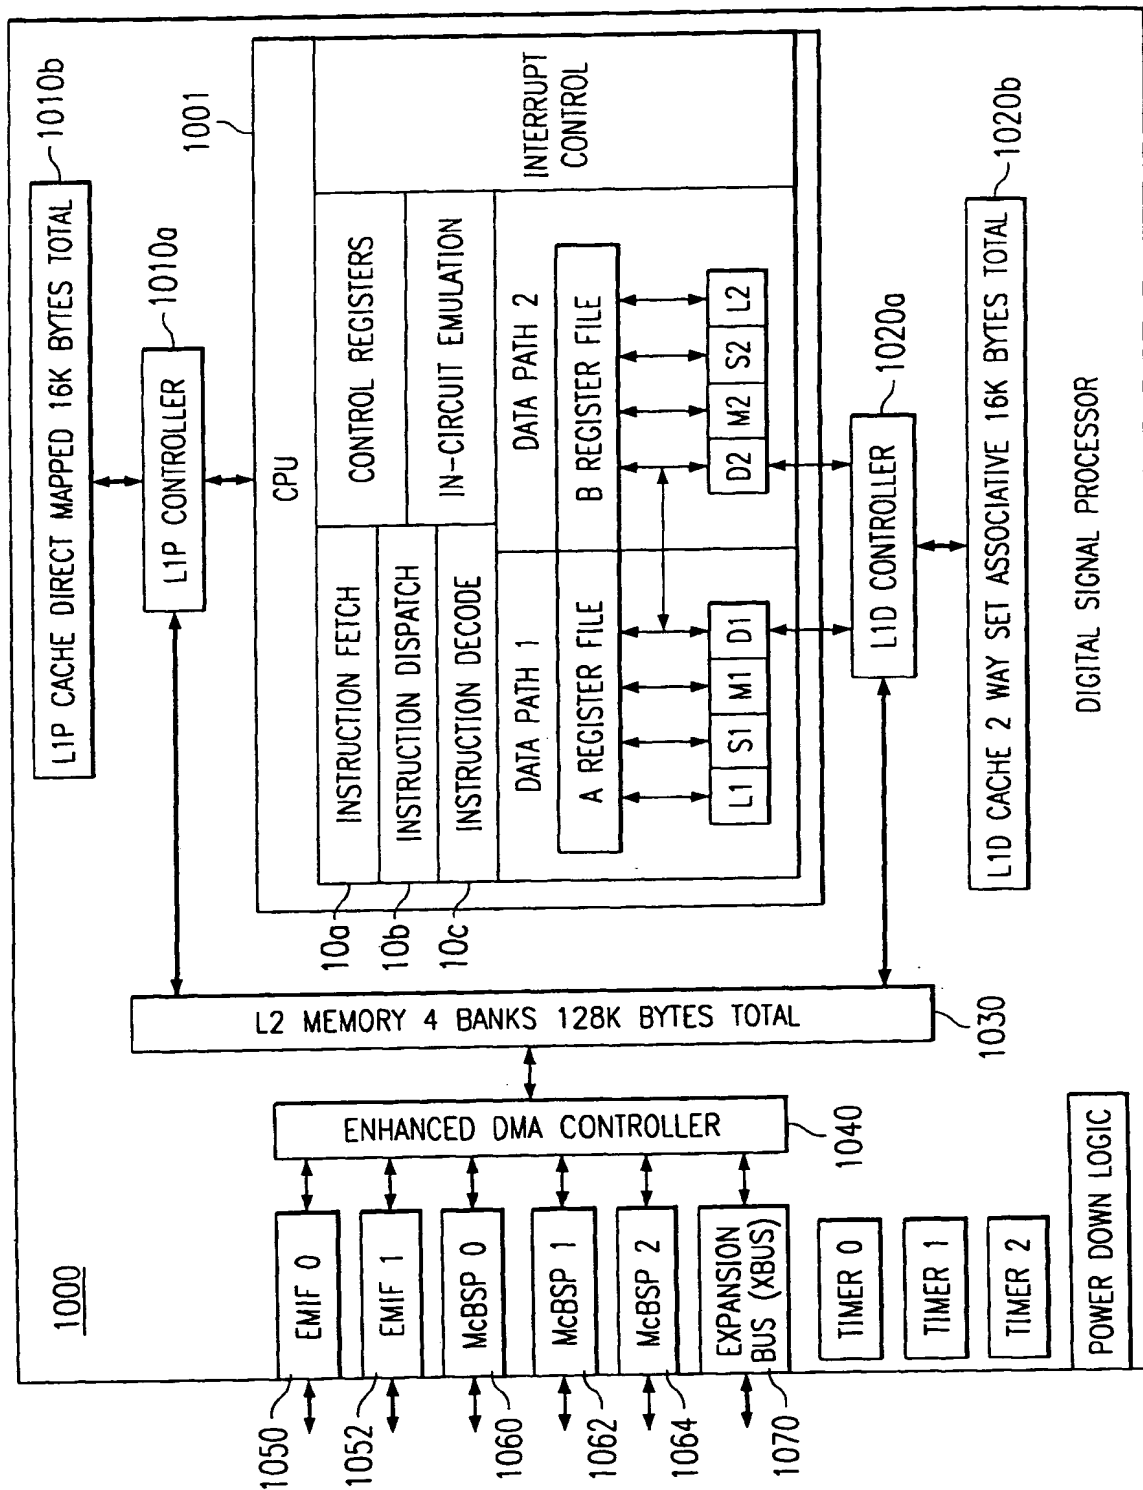 1000
1050
EMIF 0
1052
EMIF 1
1060
McBSP 0
1062
McBSP 1
1064
McBSP 2
1070
EXPANSION
BUS (XBUS)
TIMER 0
TIMER 1
TIMER 2
POWER DOWN LOGIC
ENHANCED DMA CONTROLLER
1040
L2 MEMORY 4 BANKS 128K BYTES TOTAL
1030
L1P CACHE DIRECT MAPPED 16K BYTES TOTAL
1010b
L1P CONTROLLER
1010a
1001
CPU
10a
INSTRUCTION FETCH
10b
INSTRUCTION DISPATCH
10c
INSTRUCTION DECODE
CONTROL REGISTERS
IN-CIRCUIT EMULATION
INTERRUPT
CONTROL
DATA PATH 1
DATA PATH 2
A REGISTER FILE
B REGISTER FILE
L1 S1 M1 D1
D2 M2 S2 L2
L1D CONTROLLER
1020a
L1D CACHE 2 WAY SET ASSOCIATIVE 16K BYTES TOTAL
1020b
DIGITAL SIGNAL PROCESSOR